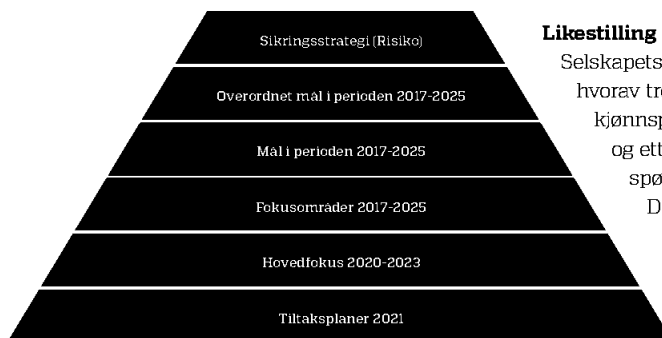 Sikringsstrategi (Risiko)
Overordnet mål i perioden 2017-2025
Mål i perioden 2017-2025
Fokusområder 2017-2025
Hovedfokus 2020-2023
Tiltaksplaner 2021
Likestilling
Selskapets
hvorav
kjønnsp
og ett
spø
D